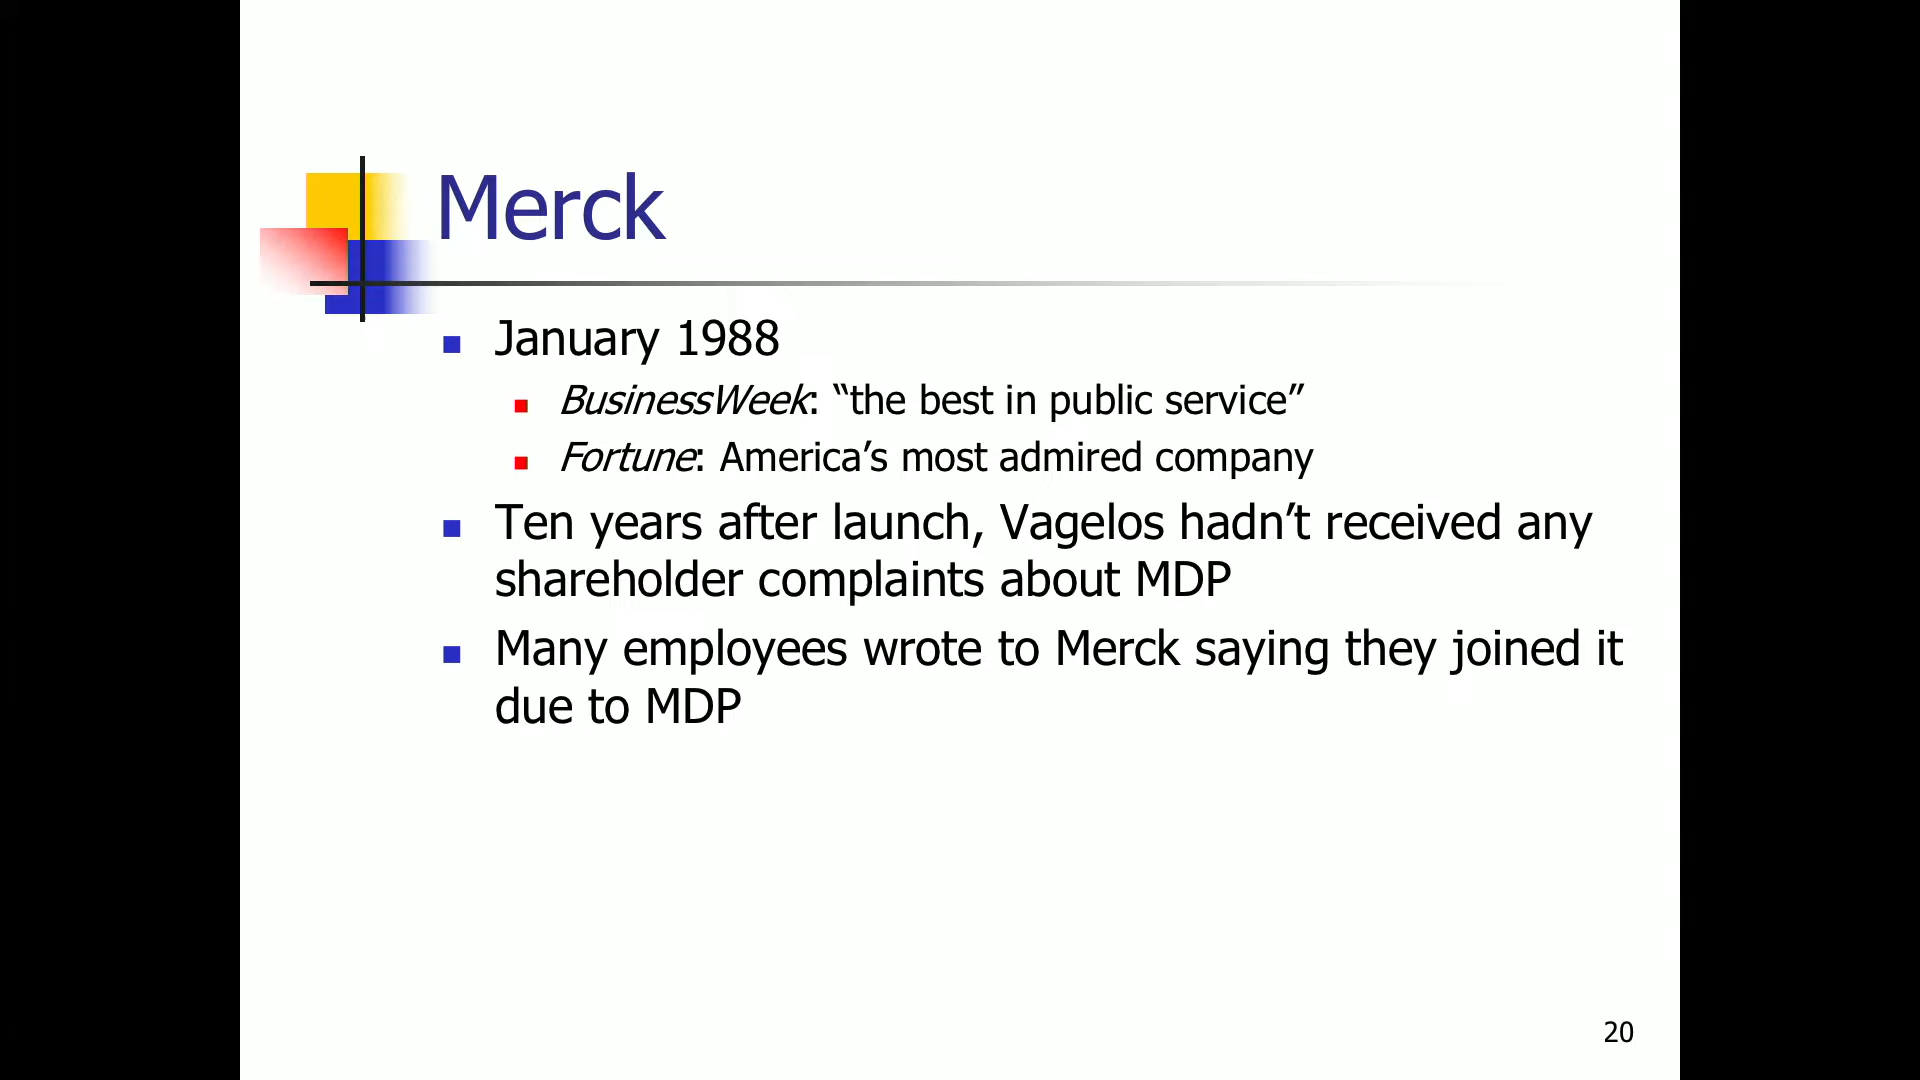 Merck
January 1988
BusinessWeek: “the best in public service”
Fortune: America’s most admired company
Ten years after launch, Vagelos hadn’t received any
shareholder complaints about MDP
Many employees wrote to Merck saying they joined it
due to MDP
20